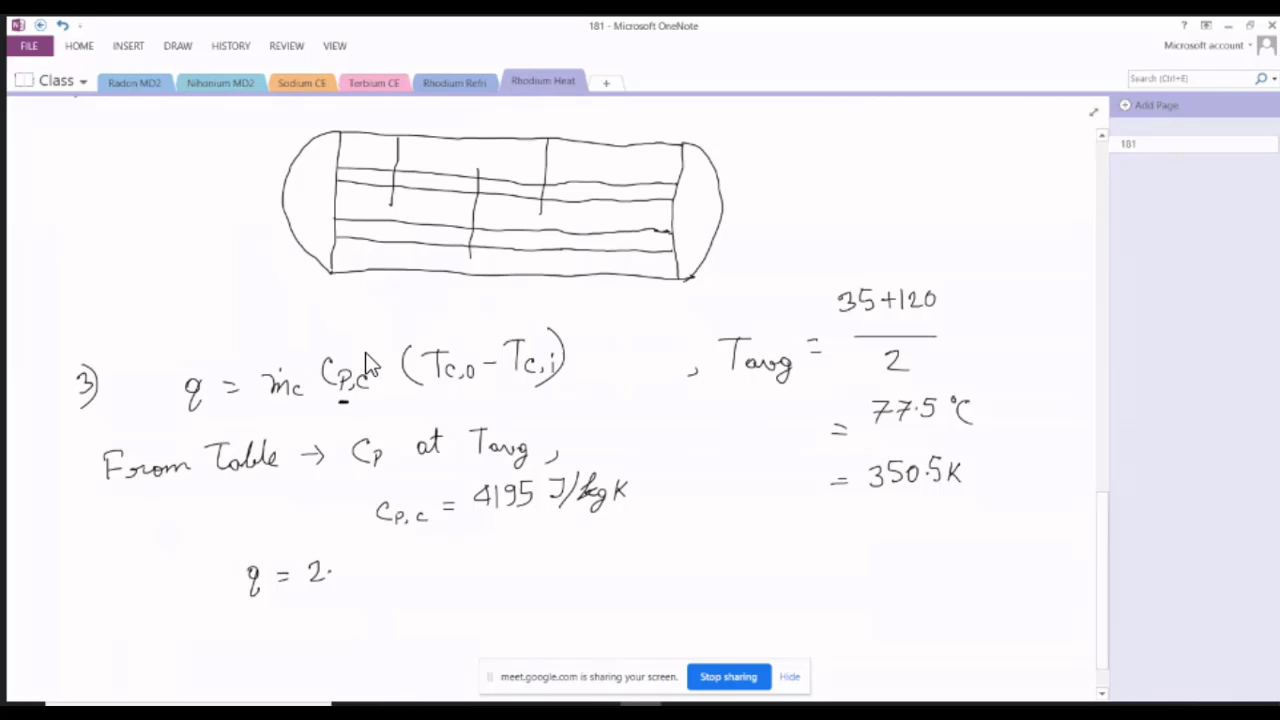 181 - Microsoft OneNote
FILE HOME INSERT DRAW HISTORY REVIEW VIEW
Microsoft account
Class Radon MD2 Nihonium MD2 Sodium CE Terbium CE Rhodium Refri Rhodium Heat +
Search (Ctrl+E)
Add Page
181
3) q = ṁc Cp,c (Tc,o - Tc,i) , Tavg = 35+120 / 2
= 77.5 °C
= 350.5K
From Table → Cp at Tavg,
Cp,c = 4195 J/kg K
q = 2.
meet.google.com is sharing your screen. Stop sharing Hide